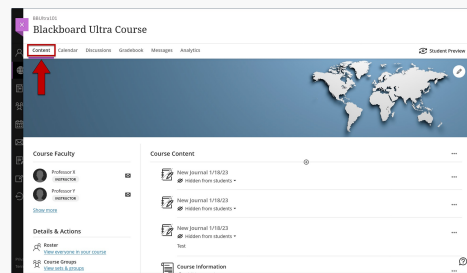 BBUltra101
Blackboard Ultra Course
Content Calendar Discussions Gradebook Messages Analytics
Student Preview
Course Faculty
Professor X
INSTRUCTOR
Professor Y
INSTRUCTOR
Show more
Details & Actions
Roster
View everyone in your course
Course Groups
View sets & groups
Course Content
New Journal 1/18/23
Hidden from students
New Journal 1/18/23
Hidden from students
New Journal 1/18/23
Hidden from students
Test
Course Information